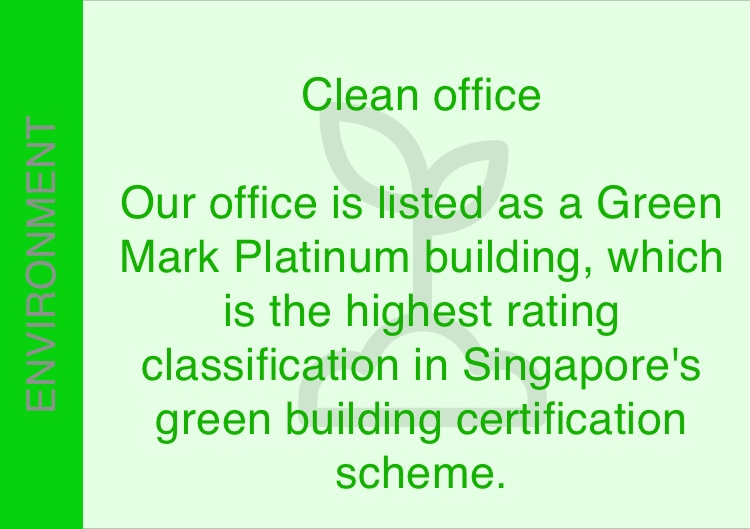 ENVIRONMENT
Clean office
Our office is listed as a Green
Mark Platinum building, which
is the highest rating
classification in Singapore's
green building certification
scheme.